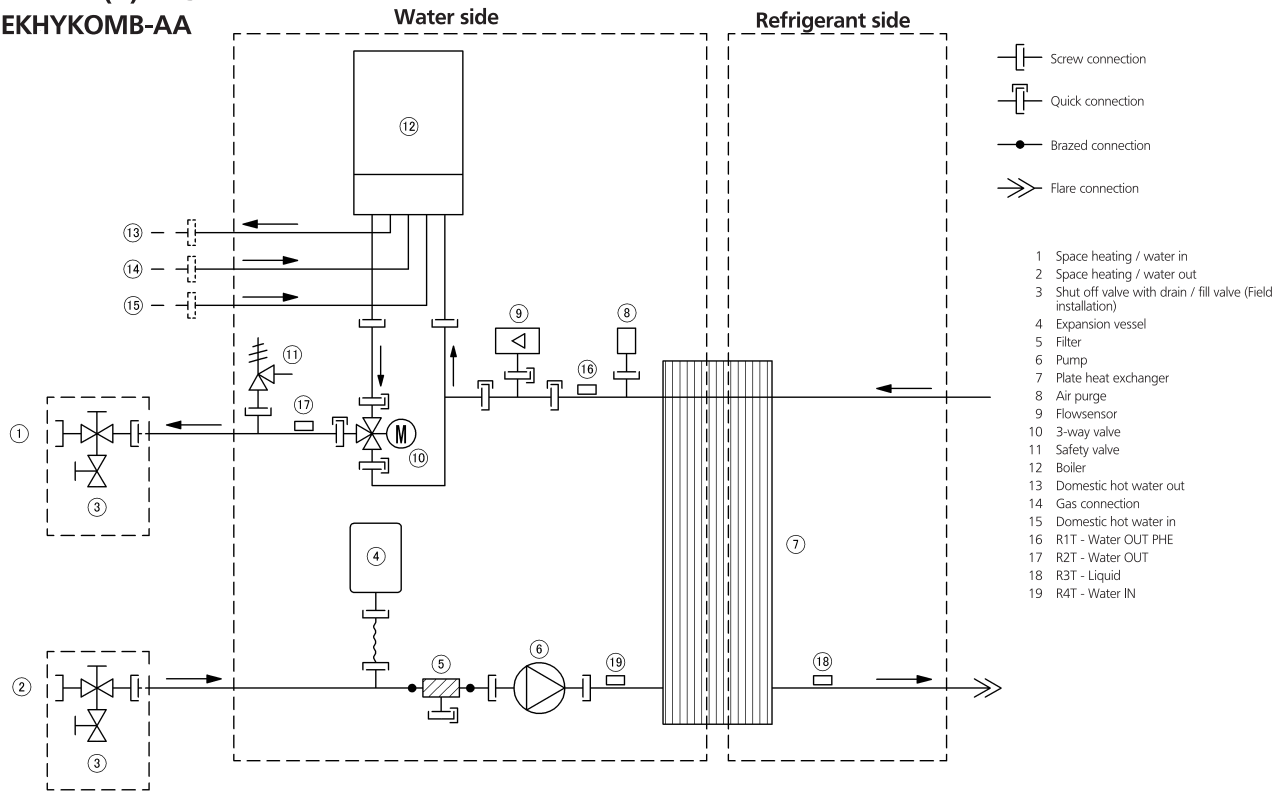 EKHYKOMB-AA
Water side
Refrigerant side
Screw connection
Quick connection
Brazed connection
Flare connection
12
13
14
15
9
8
16
11
17
M
10
1
3
4
7
5
6
19
18
2
3
1 Space heating / water in
2 Space heating / water out
3 Shut off valve with drain / fill valve (Field
installation)
4 Expansion vessel
5 Filter
6 Pump
7 Plate heat exchanger
8 Air purge
9 Flowsensor
10 3-way valve
11 Safety valve
12 Boiler
13 Domestic hot water out
14 Gas connection
15 Domestic hot water in
16 R1T - Water OUT PHE
17 R2T - Water OUT
18 R3T - Liquid
19 R4T - Water IN